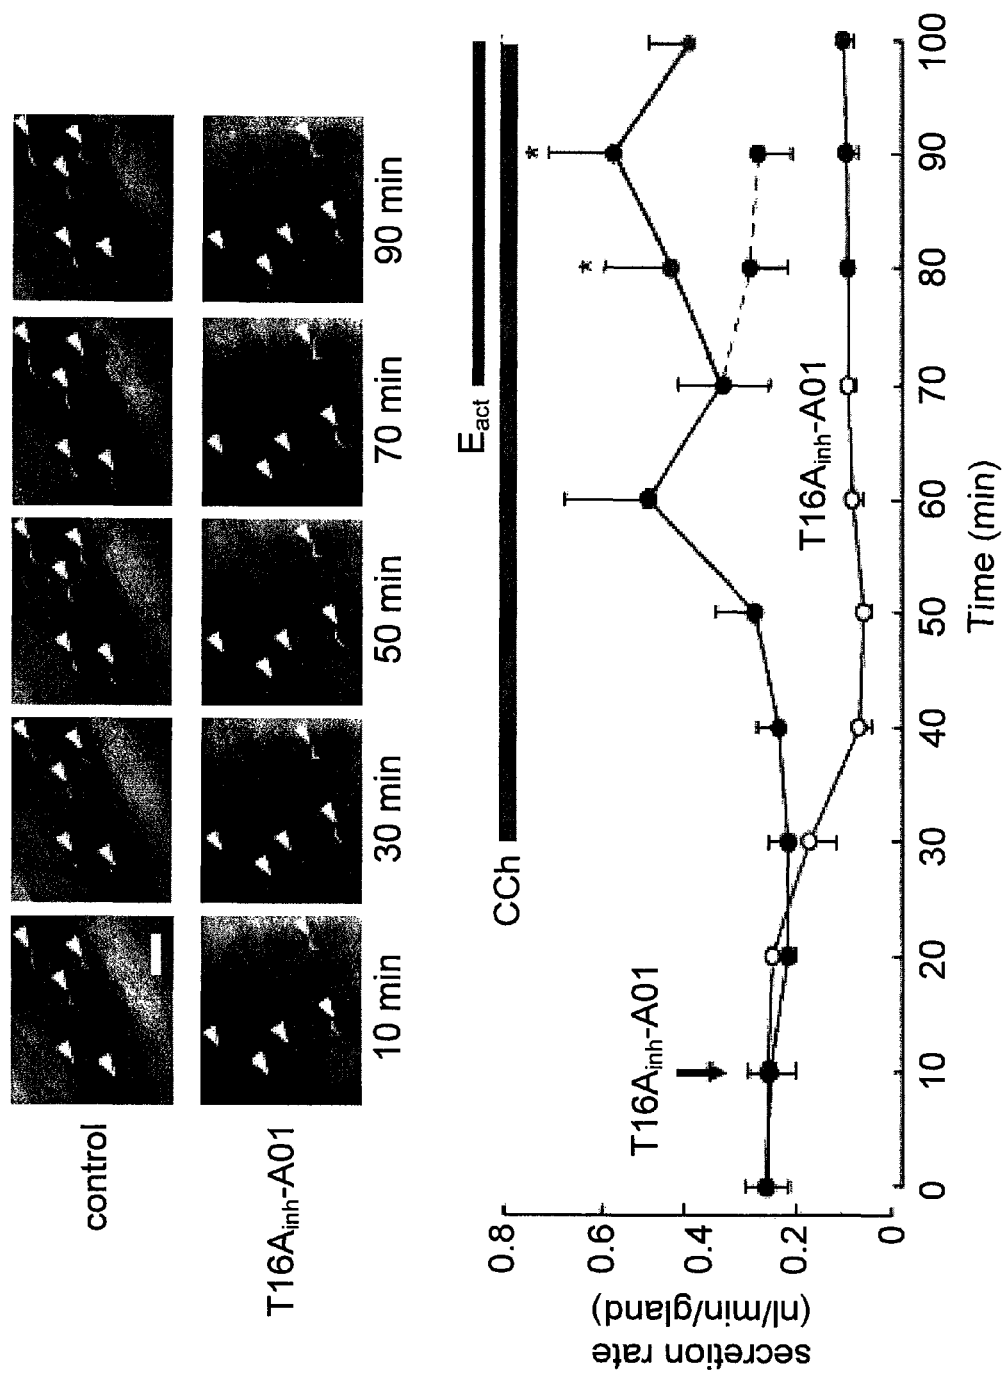 control
T16Ainh-A01
10 min 30 min 50 min 70 min 90 min
Eact
CCh
T16Ainh-A01
*
*
T16Ainh-A01
secretion rate
(nl/min/gland)
0.8
0.6
0.4
0.2
0
0 10 20 30 40 50 60 70 80 90 100
Time (min)